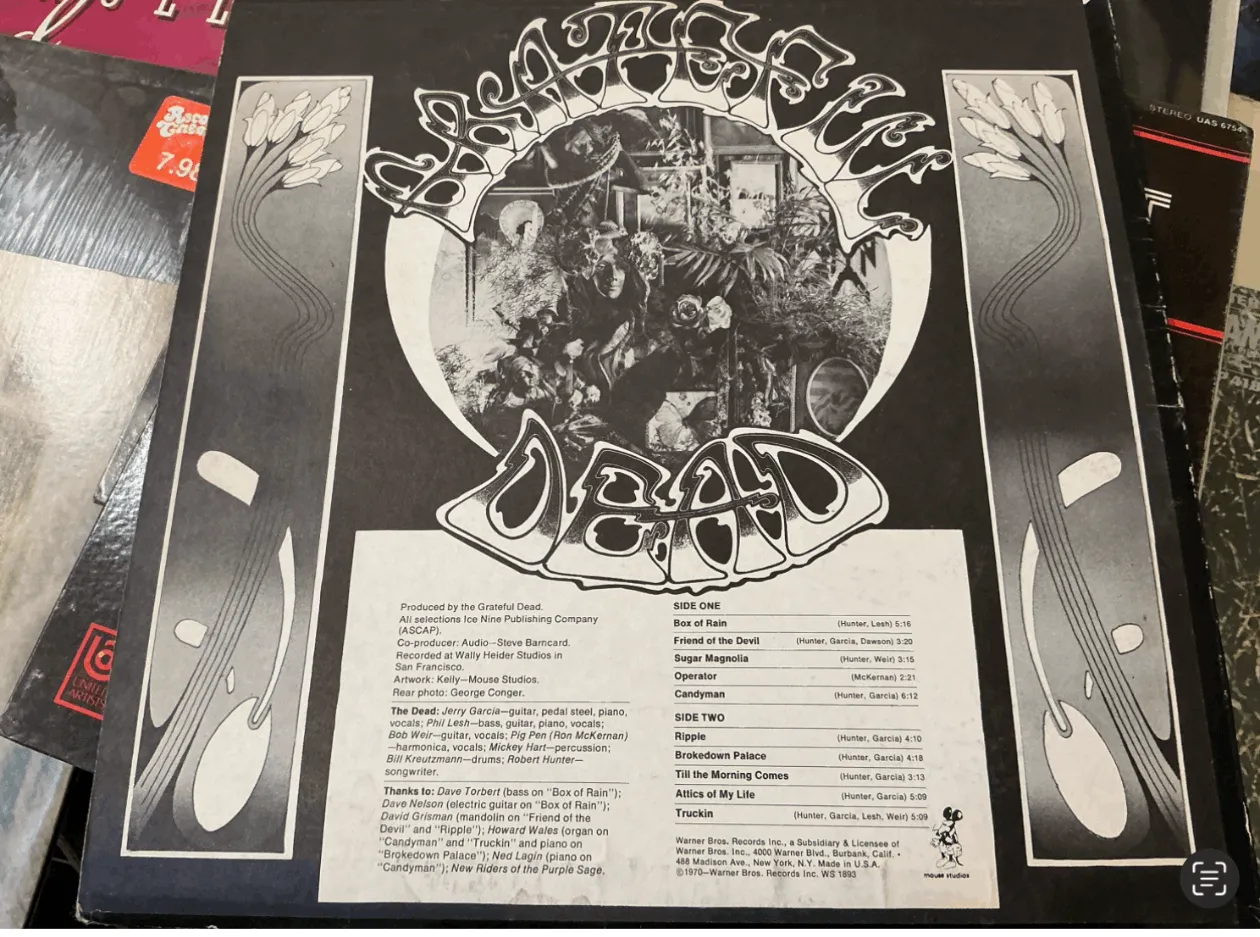 GRATEFUL
DEAD
7.98
STEREO UAS 6754
UNITED
ARTISTS
Produced by the Grateful Dead.
All selections Ice Nine Publishing Company
(ASCAP).
Co-producer: Audio—Steve Barncard.
Recorded at Wally Heider Studios in
San Francisco.
Artwork: Kelly—Mouse Studios.
Rear photo: George Conger.
The Dead: Jerry Garcia—guitar, pedal steel, piano,
vocals; Phil Lesh—bass, guitar, piano, vocals;
Bob Weir—guitar, vocals; Pig Pen (Ron McKernan)
—harmonica, vocals; Mickey Hart—percussion;
Bill Kreutzmann—drums; Robert Hunter—
songwriter.
Thanks to: Dave Torbert (bass on "Box of Rain");
Dave Nelson (electric guitar on "Box of Rain");
David Grisman (mandolin on "Friend of the
Devil" and "Ripple"); Howard Wales (organ on
"Candyman" and "Truckin" and piano on
"Brokedown Palace"); Ned Lagin (piano on
"Candyman"); New Riders of the Purple Sage.
SIDE ONE
Box of Rain (Hunter, Lesh) 5:16
Friend of the Devil (Hunter, Garcia, Dawson) 3:20
Sugar Magnolia (Hunter, Weir) 3:15
Operator (McKernan) 2:21
Candyman (Hunter, Garcia) 6:12
SIDE TWO
Ripple (Hunter, Garcia) 4:10
Brokedown Palace (Hunter, Garcia) 4:18
Till the Morning Comes (Hunter, Garcia) 3:13
Attics of My Life (Hunter, Garcia) 5:09
Truckin (Hunter, Garcia, Lesh, Weir) 5:09
Warner Bros. Records Inc., a Subsidiary & Licensee of
Warner Bros. Inc., 4000 Warner Blvd., Burbank, Calif. •
488 Madison Ave., New York, N.Y. Made in U.S.A.
©1970—Warner Bros. Records Inc. WS 1893
mouse studios